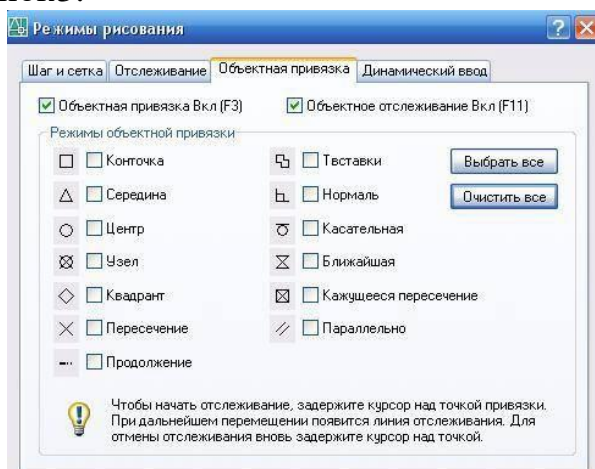 Режимы рисования
Шаг и сетка Отслеживание Объектная привязка Динамический ввод
Объектная привязка Вкл (F3) Объектное отслеживание Вкл (F11)
Режимы объектной привязки
Конточка Твставки Выбрать все
Середина Нормаль Очистить все
Центр Касательная
Узел Ближайшая
Квадрант Кажущееся пересечение
Пересечение Параллельно
Продолжение
Чтобы начать отслеживание, задержите курсор над точкой привязки.
При дальнейшем перемещении появится линия отслеживания. Для
отмены отслеживания вновь задержите курсор над точкой.